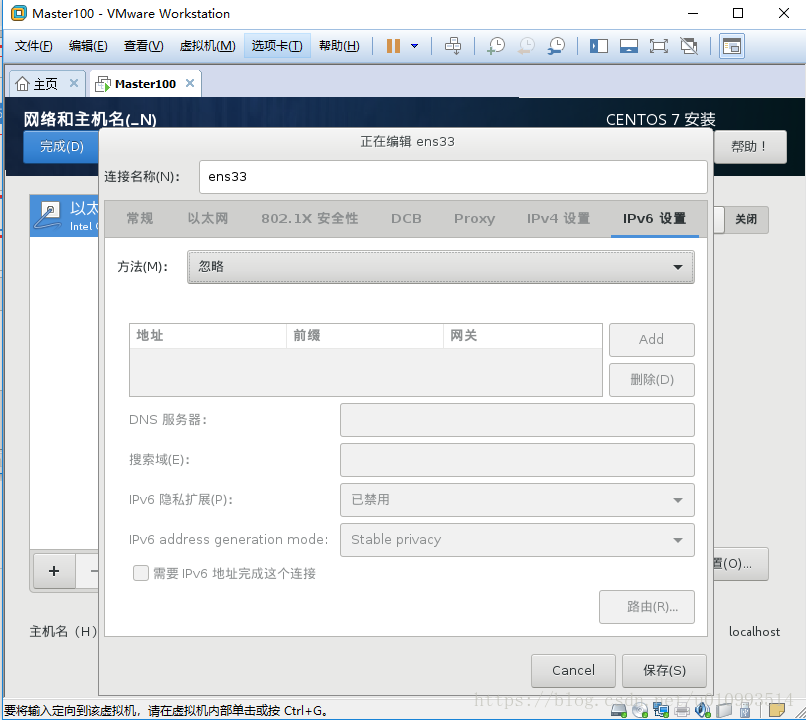 Master100 - VMware Workstation
文件(F) 编辑(E) 查看(V) 虚拟机(M) 选项卡(T) 帮助(H)
主页 Master100
网络和主机名(_N)
CENTOS 7 安装
完成(D)
帮助！
正在编辑 ens33
连接名称(N): ens33
以太
Intel
关闭
常规 以太网 802.1X 安全性 DCB Proxy IPv4 设置 IPv6 设置
方法(M): 忽略
地址 前缀 网关
Add
删除(D)
DNS 服务器:
搜索域(E):
IPv6 隐私扩展(P): 已禁用
IPv6 address generation mode: Stable privacy
需要 IPv6 地址完成这个连接
+ −
置(O)...
路由(R)...
主机名（H）
localhost
Cancel 保存(S)
https://blog.csdn.net/u010993514
要将输入定向到该虚拟机，请在虚拟机内部单击或按 Ctrl+G。